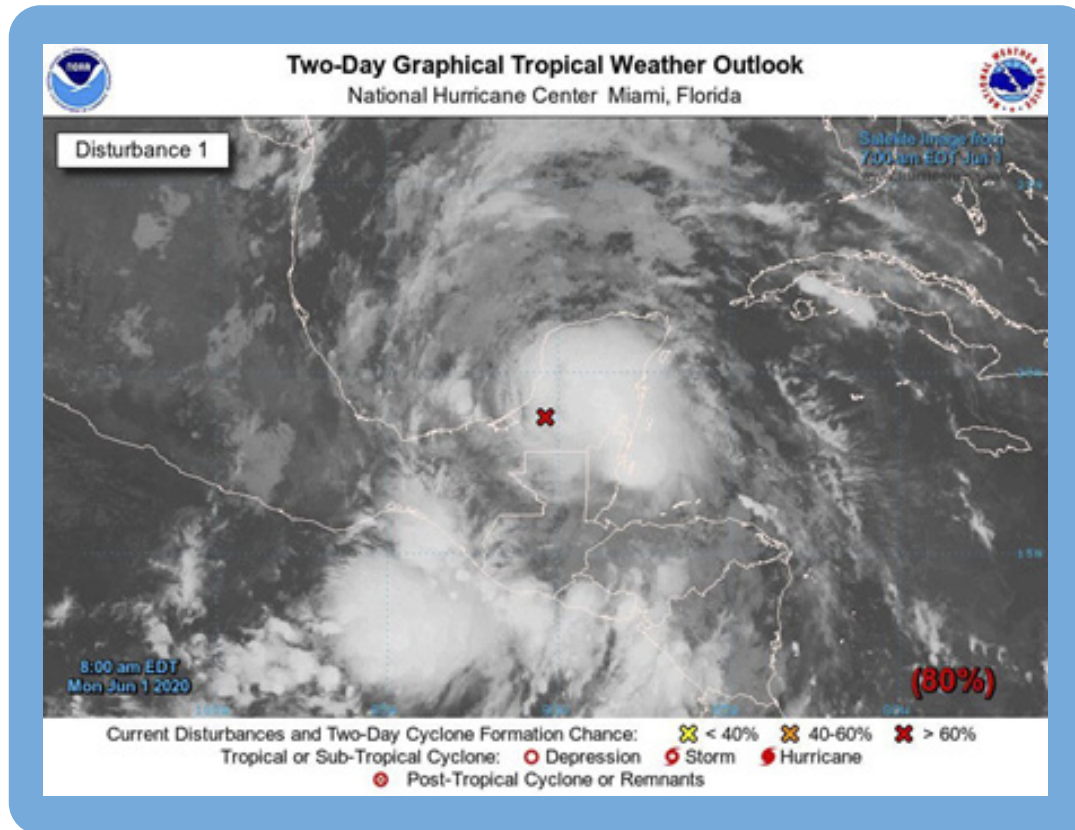 Two-Day Graphical Tropical Weather Outlook
National Hurricane Center Miami, Florida
Disturbance 1
Satellite Image from
7:00 am EDT Jun 1
20N
15N
8:00 am EDT
Mon Jun 1 2020
(80%)
Current Disturbances and Two-Day Cyclone Formation Chance: < 40% 40-60% > 60%
Tropical or Sub-Tropical Cyclone: Depression Storm Hurricane
Post-Tropical Cyclone or Remnants